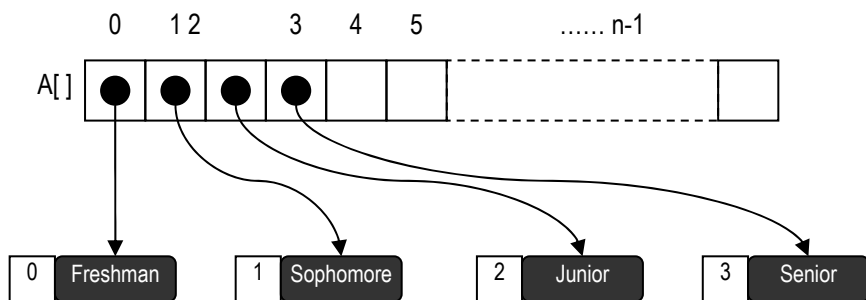 0 1 2 3 4 5 ...... n-1
A[ ]
0 Freshman 1 Sophomore 2 Junior 3 Senior